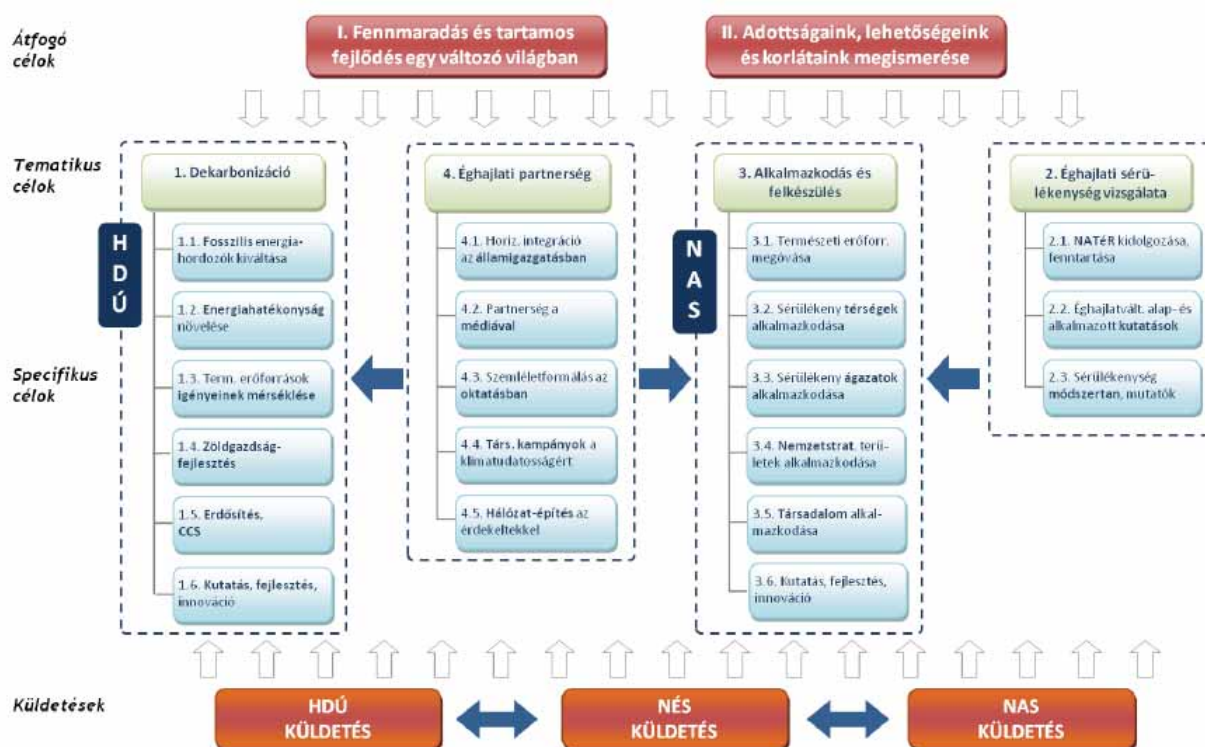 Átfogó
célok
I. Fennmaradás és tartamos
fejlődés egy változó világban
II. Adottságaink, lehetőségeink
és korlátaink megismerése
Tematikus
célok
1. Dekarbonizáció
4. Éghajlati partnerség
3. Alkalmazkodás és
felkészülés
2. Éghajlati sérü-
lékenység vizsgálata
H
D
Ú
1.1. Fosszilis energia-
hordozók kiváltása
1.2. Energiahatékonyság
növelése
1.3. Term. erőforrások
igényeinek mérséklése
1.4. Zöldgazdság-
fejlesztés
1.5. Erdősítés,
CCS
1.6. Kutatás, fejlesztés,
innováció
4.1. Horiz. integráció
az államigazgatásban
4.2. Partnerség a
médiával
4.3. Szemléletformálás az
oktatásban
4.4. Társ. kampányok a
klímatudatosságért
4.5. Hálózat-építés az
érdekeltekkel
N
A
S
3.1. Természeti erőforr.
megóvása
3.2. Sérülékeny térségek
alkalmazkodása
3.3. Sérülékeny ágazatok
alkalmazkodása
3.4. Nemzetstrat. terü-
letek alkalmazkodása
3.5. Társadalom alkal-
mazkodása
3.6. Kutatás, fejlesztés,
innováció
2.1. NATéR kidolgozása,
fenntartása
2.2. Éghajlatvált. alap- és
alkalmazott kutatások
2.3. Sérülékenység
módszertan, mutatók
Specifikus
célok
Küldetések
HDÚ
KÜLDETÉS
NÉS
KÜLDETÉS
NAS
KÜLDETÉS